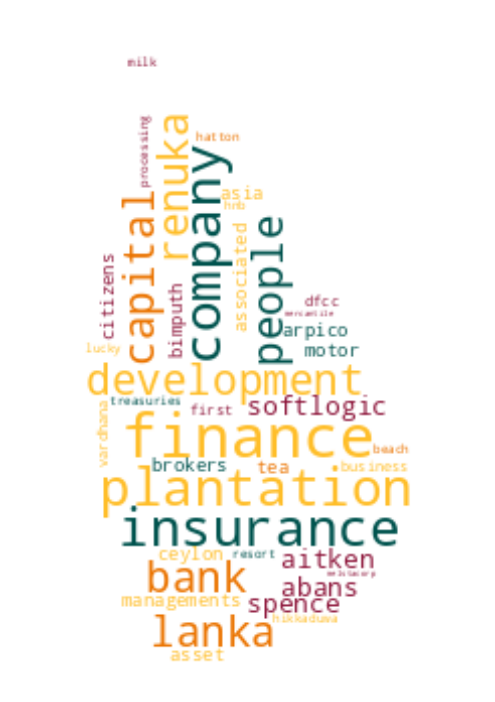 milk
processing
renuka
hatton
company
capital
asia
hnb
people
associated
citizens
bimputh
dfcc
mercantile
arpico
lucky
motor
development
treasuries
first
softlogic
vardhana
finance
beach
brokers
tea
business
plantation
insurance
ceylon
resort
aitken
bank
abans
managements
spence
hikkaduwa
lanka
asset